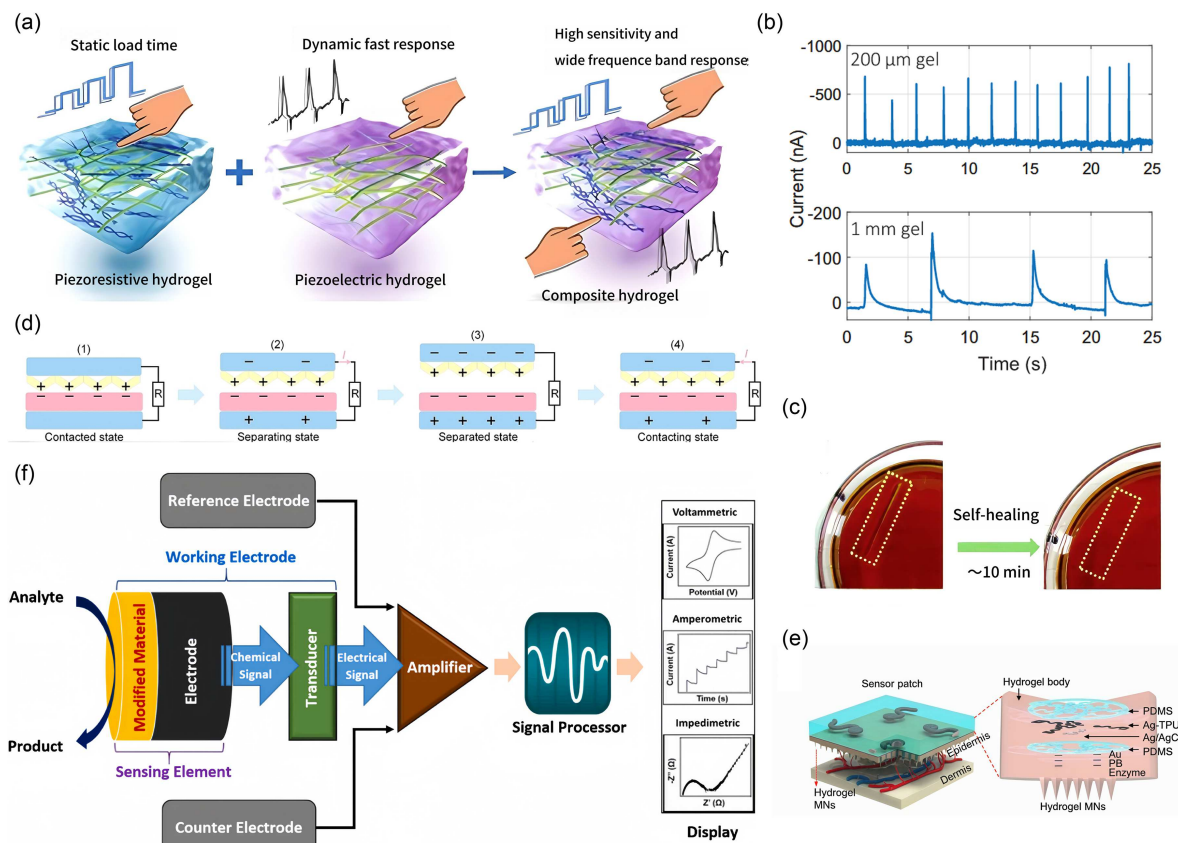 (a)
Static load time
Dynamic fast response
High sensitivity and
wide frequence band response
Piezoresistive hydrogel
Piezoelectric hydrogel
Composite hydrogel
(b)
Current (nA)
-1000
-500
0
200 μm gel
0 5 10 15 20 25
-200
-100
0
1 mm gel
0 5 10 15 20 25
Time (s)
(d)
(1)
R
Contacted state
(2)
I
R
Separating state
(3)
R
Separated state
(4)
I
R
Contacting state
(c)
Self-healing
~10 min
(f)
Reference Electrode
Working Electrode
Analyte
Modified Material
Electrode
Chemical
Signal
Transducer
Electrical
Signal
Amplifier
Product
Sensing Element
Counter Electrode
Signal Processor
Voltammetric
Current (A)
Potential (V)
Amperometric
Current (A)
Time (s)
Impedimetric
-Z'' (Ω)
Z' (Ω)
Display
(e)
Sensor patch
Epidermis
Dermis
Hydrogel
MNs
Hydrogel body
PDMS
Ag-TPU
Ag/AgC
PDMS
Au
PB
Enzyme
Hydrogel MNs